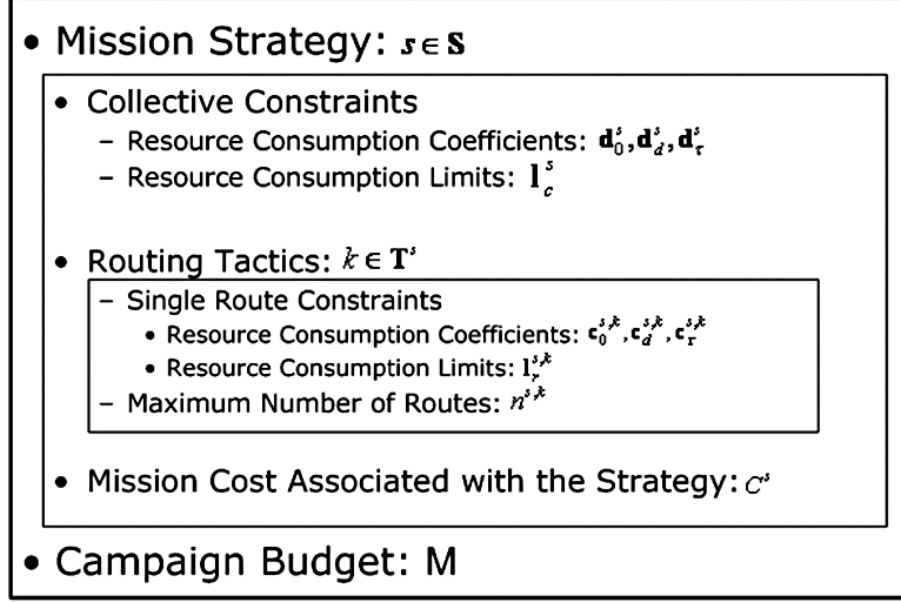 • Mission Strategy: s ∈ S
• Collective Constraints
– Resource Consumption Coefficients: d₀ˢ, d_dˢ, d_τˢ
– Resource Consumption Limits: l_cˢ
• Routing Tactics: k ∈ Tˢ
– Single Route Constraints
• Resource Consumption Coefficients: c₀ˢ,ᵏ, c_dˢ,ᵏ, c_τˢ,ᵏ
• Resource Consumption Limits: l_rˢ,ᵏ
– Maximum Number of Routes: nˢ,ᵏ
• Mission Cost Associated with the Strategy: Cˢ
• Campaign Budget: M